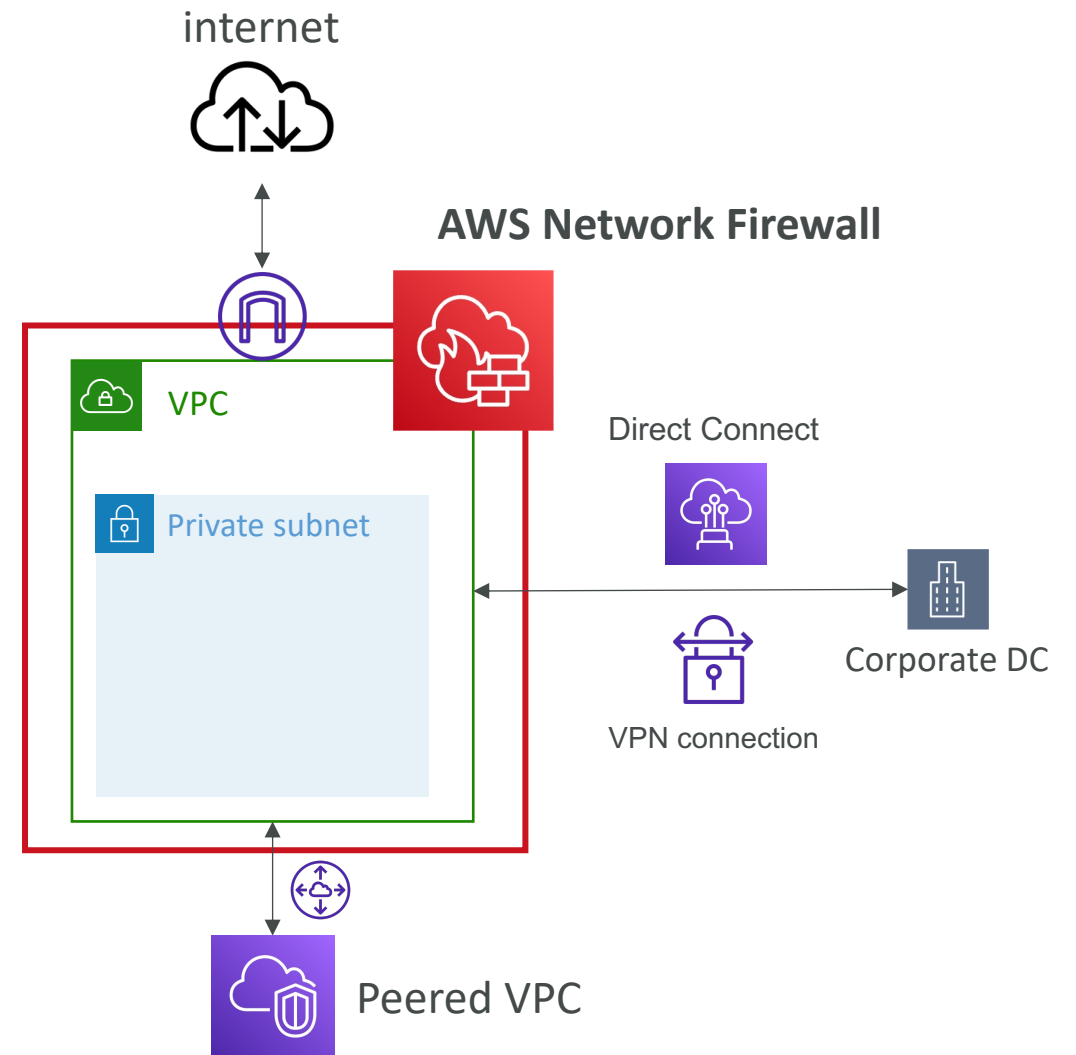 internet
AWS Network Firewall
VPC
Direct Connect
Private subnet
Corporate DC
VPN connection
Peered VPC